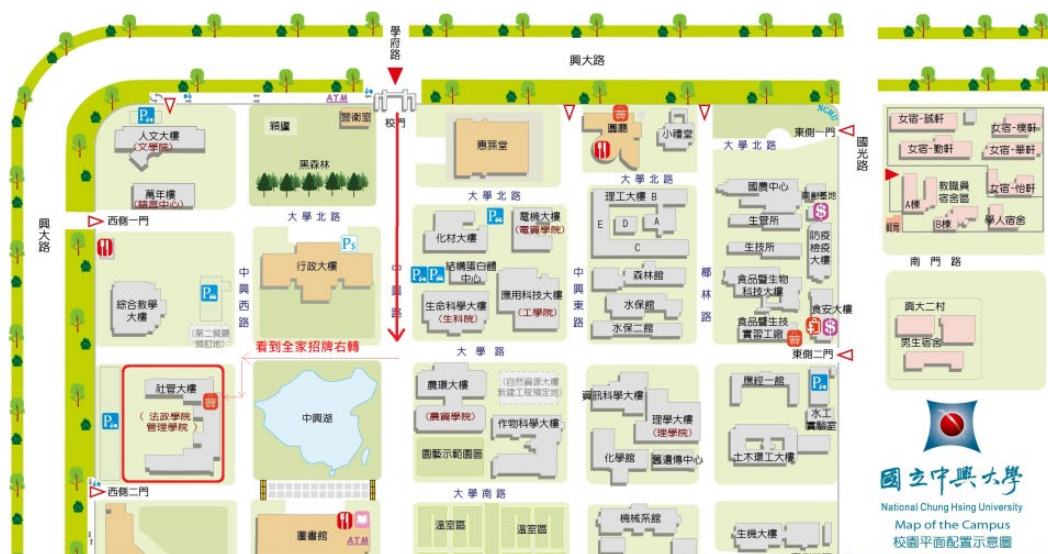 學府路
興大路
ATM
警衛室
校門
穎廬
黑森林
人文大樓
(文學院)
萬年樓
(語言中心)
西側一門
興大路
大學北路
惠蓀堂
圓廳
小禮堂
大學北路
大學北路
NCHU
東側一門
國光路
女宿-誠軒
女宿-樸軒
女宿-勤軒
女宿-華軒
女宿-怡軒
A棟
教職員
宿舍區
B棟
學人宿舍
郵局
南門路
興大二村
男生宿舍
綜合教學
大樓
中興西路
(第二餐廳
預訂地)
行政大樓
P$
中興路
化材大樓
電機大樓
(電資學院)
結構蛋白體
中心
生命科學大樓
(生科院)
應用科技大樓
(工學院)
中興東路
理工大樓 B
E
D
A
C
森林館
水保館
水保二館
椰林路
國農中心
生管所
生技所
防疫
檢疫
大樓
食品暨生物
科技大樓
食品暨生技
實習工廠
食安大樓
東側二門
看到全家招牌右轉
大學路
社管大樓
( 法政學院
管理學院 )
西側二門
中興湖
農環大樓
(農資學院)
(自然資源大樓
新建工程預定地)
作物科學大樓
園藝示範園區
資訊科學大樓
理學大樓
(理學院)
化學館
舊遺傳中心
應經一館
水工
實驗室
土木環工大樓
大學南路
圖書館
ATM
溫室區
溫室區
機械系館
生機大樓
國立中興大學
National Chung Hsing University
Map of the Campus
校園平面配置示意圖